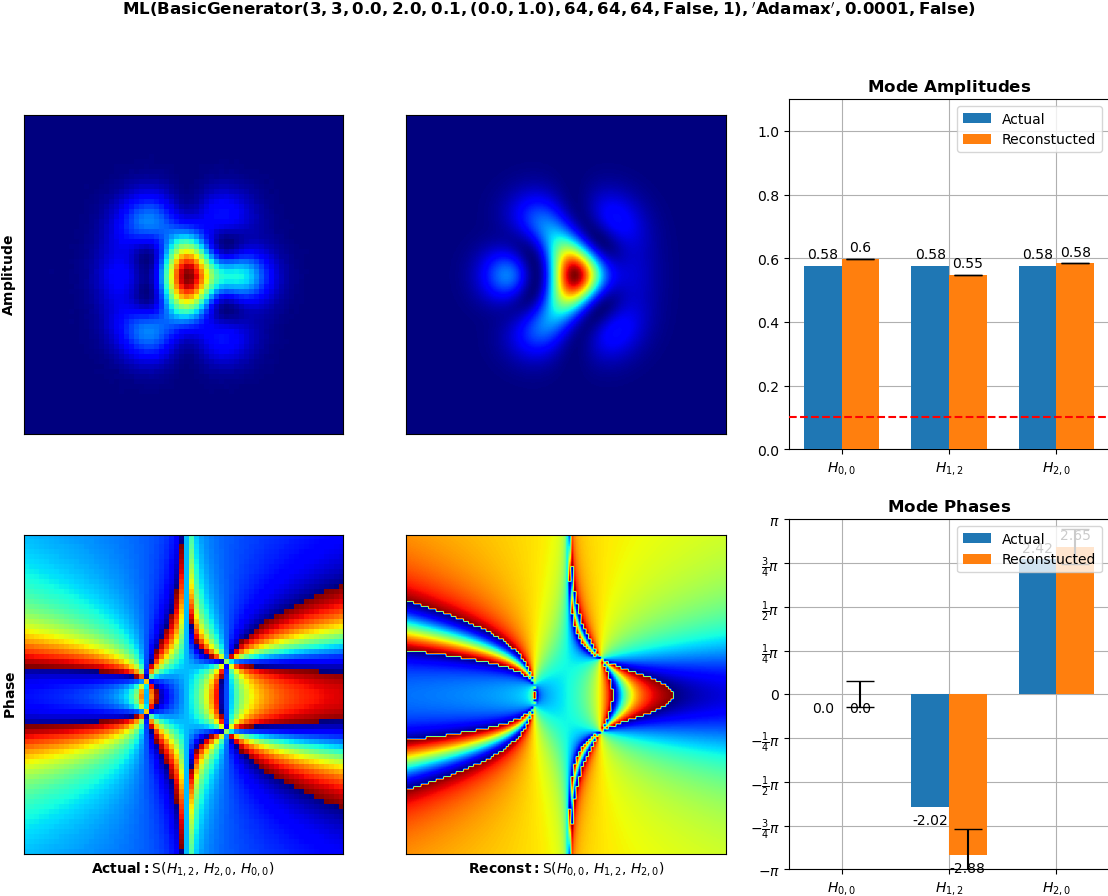 ML(BasicGenerator(3, 3, 0.0, 2.0, 0.1, (0.0, 1.0), 64, 64, 64, False, 1), 'Adamax', 0.0001, False)
Amplitude
Mode Amplitudes
Actual
Reconstucted
1.0
0.8
0.6
0.4
0.2
0.0
0.58
0.6
0.58
0.55
0.58
0.58
H0,0
H1,2
H2,0
Phase
Actual: S(H1,2, H2,0, H0,0)
Reconst: S(H0,0, H1,2, H2,0)
Mode Phases
Actual
Reconstucted
π
3/4π
1/2π
1/4π
0
−1/4π
−1/2π
−3/4π
−π
0.0
0.0
-2.02
-2.88
2.42
2.65
H0,0
H1,2
H2,0